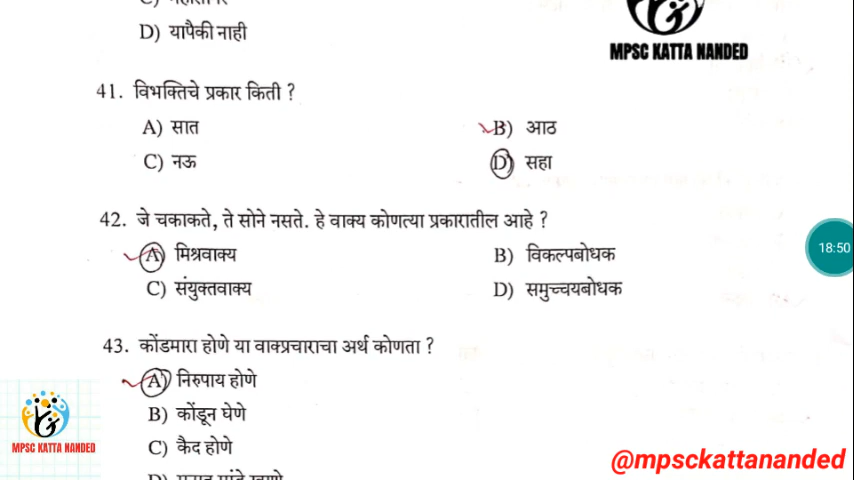 D) यापैकी नाही
MPSC KATTA NANDED
41. विभक्तिचे प्रकार किती ?
A) सात
B) आठ
C) नऊ
D) सहा
42. जे चकाकते, ते सोने नसते. हे वाक्य कोणत्या प्रकारातील आहे ?
A) मिश्रवाक्य
B) विकल्पबोधक
C) संयुक्तवाक्य
D) समुच्चयबोधक
18:50
43. कोंडमारा होणे या वाक्प्रचाराचा अर्थ कोणता ?
A) निरुपाय होणे
B) कोंडून घेणे
C) कैद होणे
MPSC KATTA NANDED
@mpsckattananded